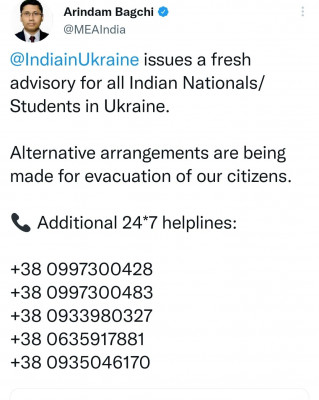 Arindam Bagchi
@MEAIndia
@IndiainUkraine issues a fresh
advisory for all Indian Nationals/
Students in Ukraine.
Alternative arrangements are being
made for evacuation of our citizens.
📞 Additional 24*7 helplines:
+38 0997300428
+38 0997300483
+38 0933980327
+38 0635917881
+38 0935046170